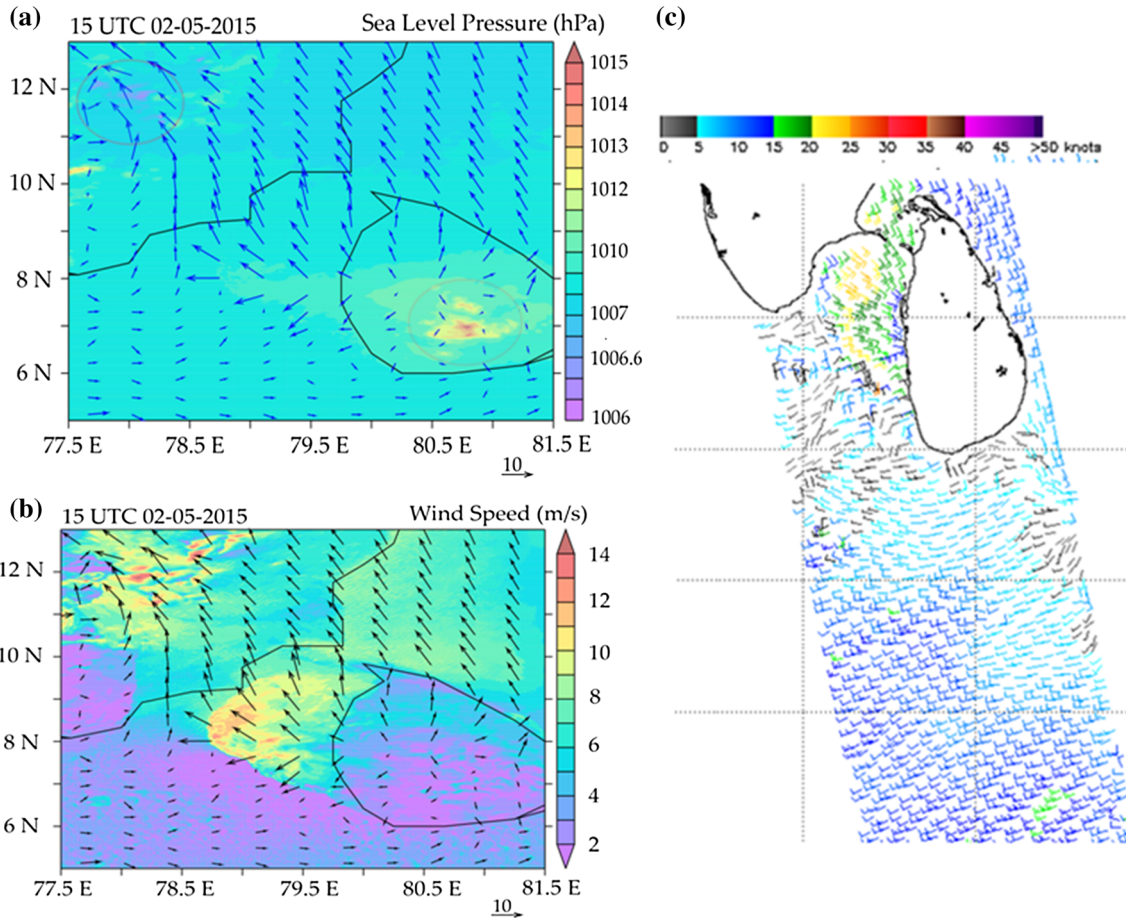 (a)
15 UTC 02-05-2015 Sea Level Pressure (hPa)
12 N
10 N
8 N
6 N
77.5 E 78.5 E 79.5 E 80.5 E 81.5 E
10
1015
1014
1013
1012
1010
1007
1006.6
1006
(b)
15 UTC 02-05-2015 Wind Speed (m/s)
12 N
10 N
8 N
6 N
77.5 E 78.5 E 79.5 E 80.5 E 81.5 E
10
14
12
10
8
6
4
2
(c)
0 5 10 15 20 25 30 35 40 45 >50 knots